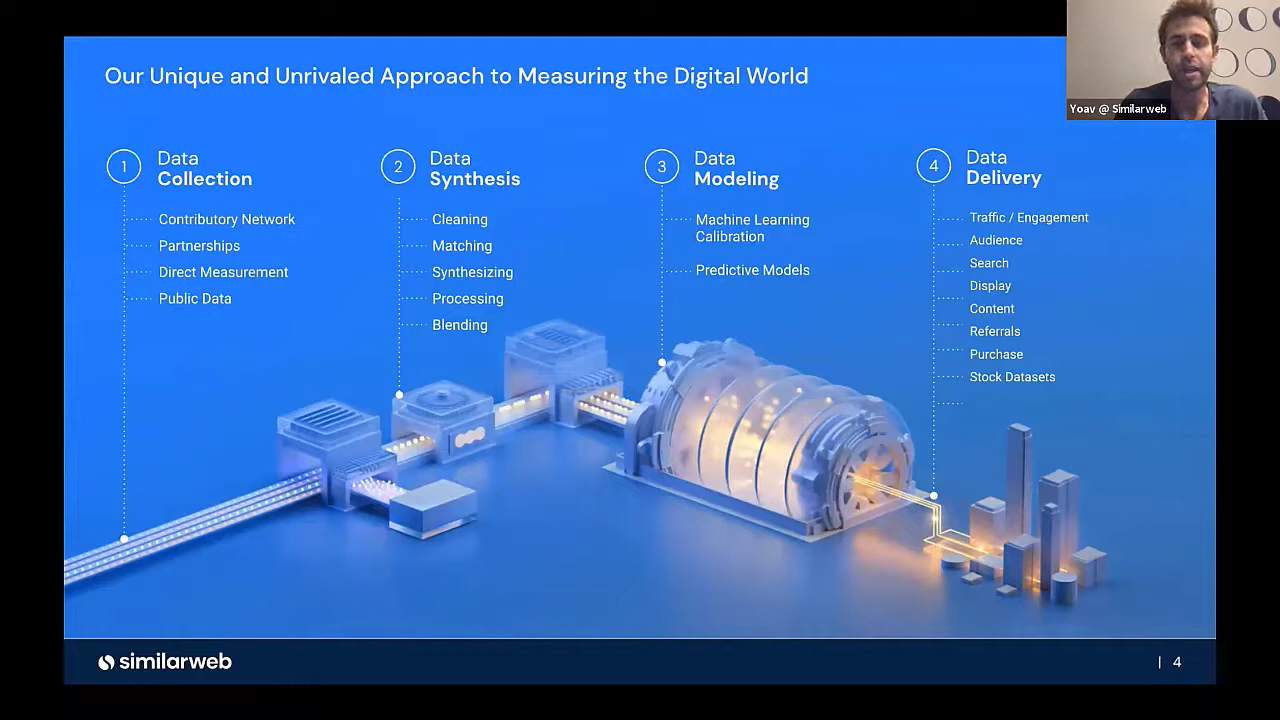 Our Unique and Unrivaled Approach to Measuring the Digital World
Yoav @ Similarweb
1
Data
Collection
Contributory Network
Partnerships
Direct Measurement
Public Data
2
Data
Synthesis
Cleaning
Matching
Synthesizing
Processing
Blending
3
Data
Modeling
Machine Learning
Calibration
Predictive Models
4
Data
Delivery
Traffic / Engagement
Audience
Search
Display
Content
Referrals
Purchase
Stock Datasets
similarweb
| 4